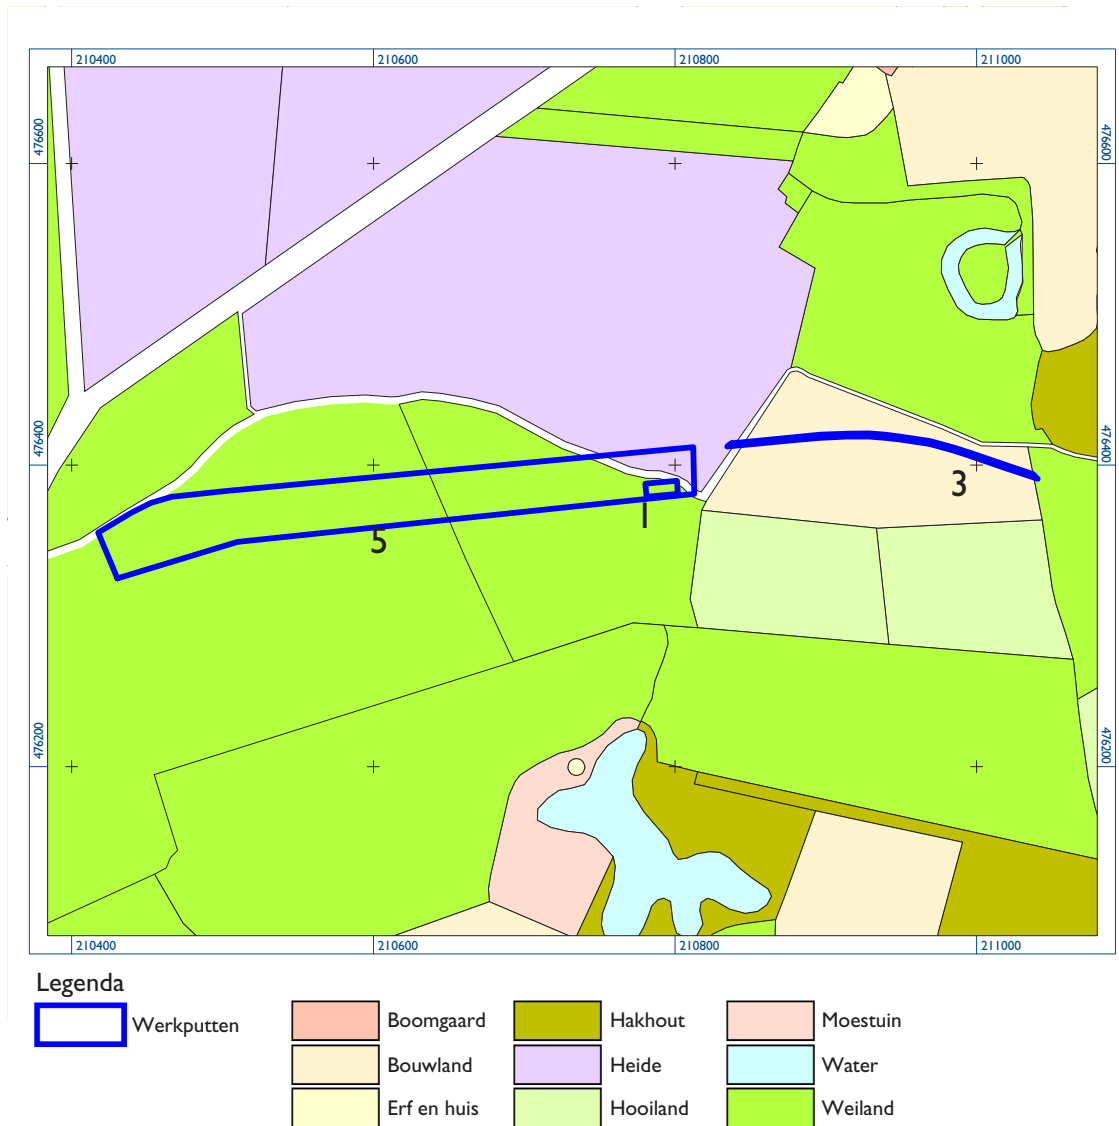 210400 210600 210800 211000
476600 476600
476400 476400
3
1
5
476200 476200
210400 210600 210800 211000
Legenda
Werkputten
Boomgaard Hakhout Moestuin
Bouwland Heide Water
Erf en huis Hooiland Weiland